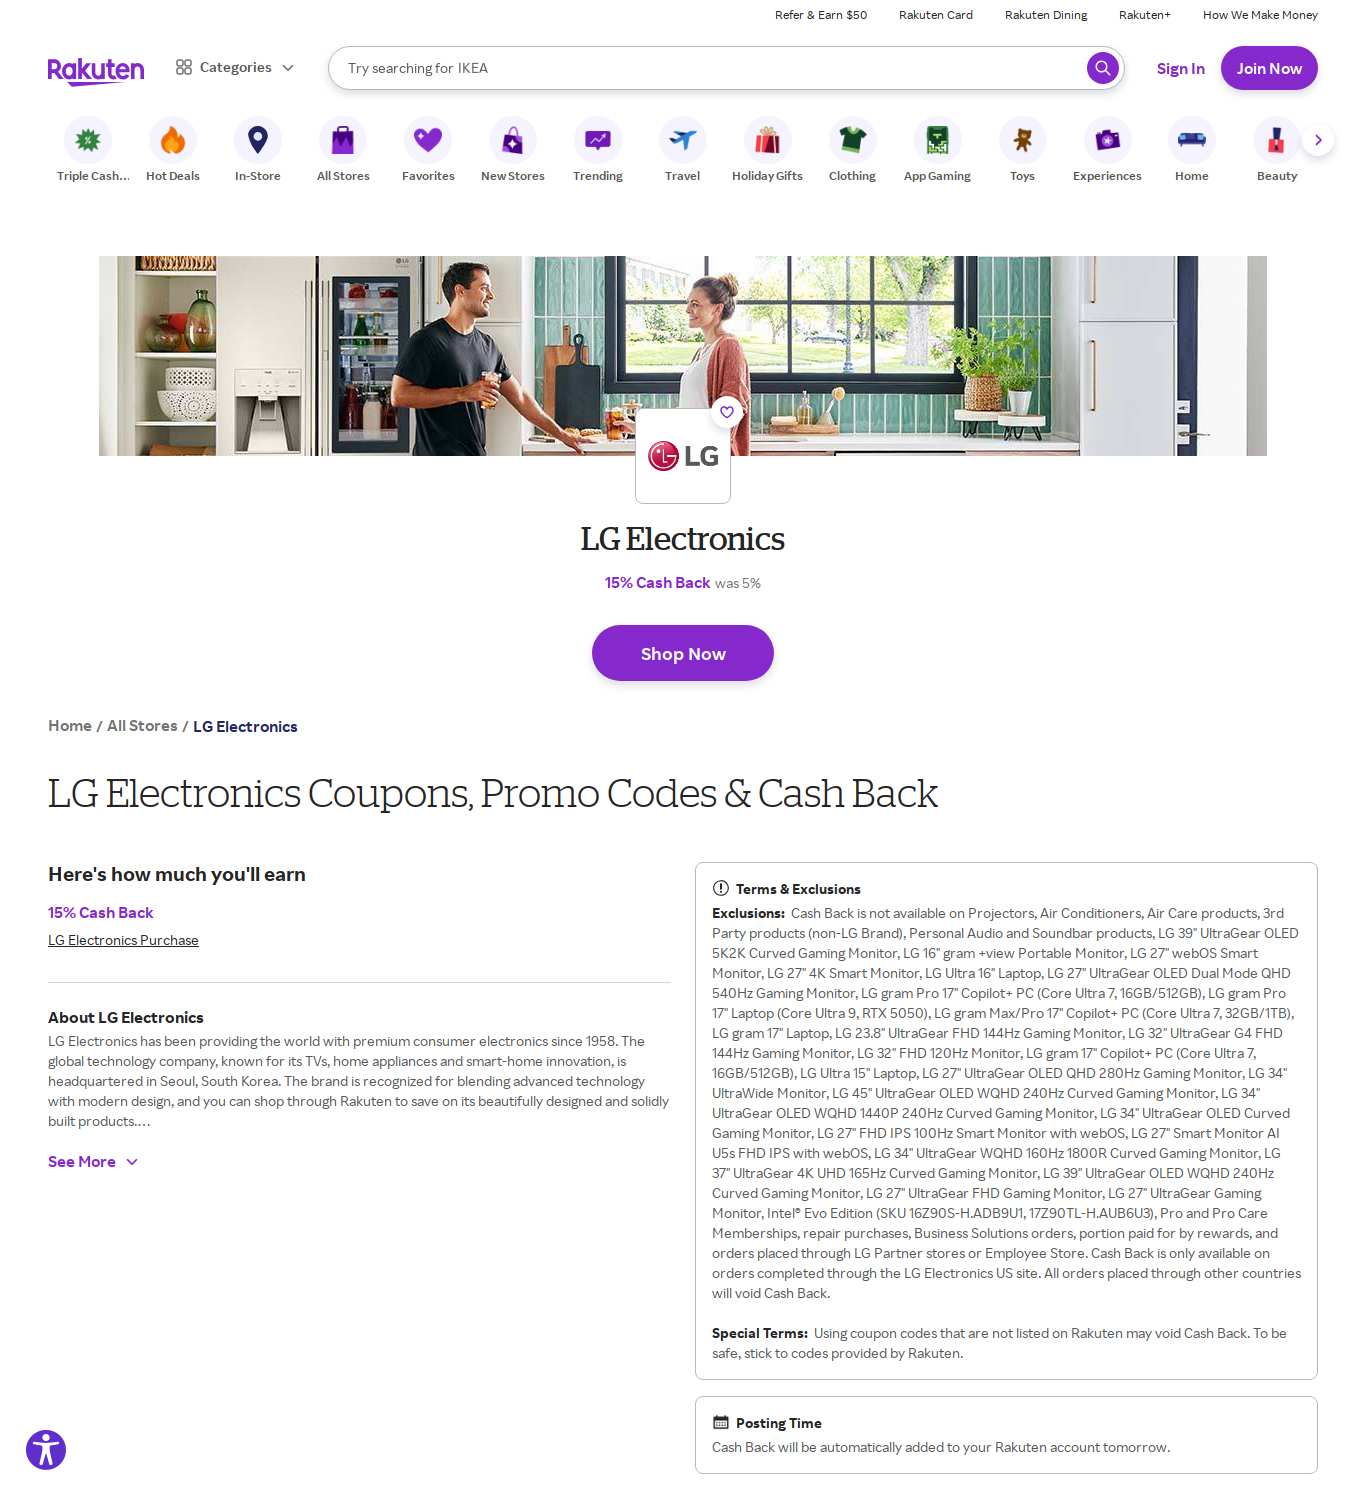 Refer & Earn $50
Rakuten Card
Rakuten Dining
Rakuten+
How We Make Money
Rakuten
Categories
Try searching for IKEA
Sign In
Join Now
Triple Cash...
Hot Deals
In-Store
All Stores
Favorites
New Stores
Trending
Travel
Holiday Gifts
Clothing
App Gaming
Toys
Experiences
Home
Beauty
LG
LG Electronics
15% Cash Back was 5%
Shop Now
Home / All Stores / LG Electronics
LG Electronics Coupons, Promo Codes & Cash Back
Here's how much you'll earn
15% Cash Back
LG Electronics Purchase
About LG Electronics
LG Electronics has been providing the world with premium consumer electronics since 1958. The
global technology company, known for its TVs, home appliances and smart-home innovation, is
headquartered in Seoul, South Korea. The brand is recognized for blending advanced technology
with modern design, and you can shop through Rakuten to save on its beautifully designed and solidly
built products....
See More
Terms & Exclusions
Exclusions: Cash Back is not available on Projectors, Air Conditioners, Air Care products, 3rd
Party products (non-LG Brand), Personal Audio and Soundbar products, LG 39" UltraGear OLED
5K2K Curved Gaming Monitor, LG 16" gram +view Portable Monitor, LG 27" webOS Smart
Monitor, LG 27" 4K Smart Monitor, LG Ultra 16" Laptop, LG 27" UltraGear OLED Dual Mode QHD
540Hz Gaming Monitor, LG gram Pro 17" Copilot+ PC (Core Ultra 7, 16GB/512GB), LG gram Pro
17" Laptop (Core Ultra 9, RTX 5050), LG gram Max/Pro 17" Copilot+ PC (Core Ultra 7, 32GB/1TB),
LG gram 17" Laptop, LG 23.8" UltraGear FHD 144Hz Gaming Monitor, LG 32" UltraGear G4 FHD
144Hz Gaming Monitor, LG 32" FHD 120Hz Monitor, LG gram 17" Copilot+ PC (Core Ultra 7,
16GB/512GB), LG Ultra 15" Laptop, LG 27" UltraGear OLED QHD 280Hz Gaming Monitor, LG 34"
UltraWide Monitor, LG 45" UltraGear OLED WQHD 240Hz Curved Gaming Monitor, LG 34"
UltraGear OLED WQHD 1440P 240Hz Curved Gaming Monitor, LG 34" UltraGear OLED Curved
Gaming Monitor, LG 27" FHD IPS 100Hz Smart Monitor with webOS, LG 27" Smart Monitor AI
U5s FHD IPS with webOS, LG 34" UltraGear WQHD 160Hz 1800R Curved Gaming Monitor, LG
37" UltraGear 4K UHD 165Hz Curved Gaming Monitor, LG 39" UltraGear OLED WQHD 240Hz
Curved Gaming Monitor, LG 27" UltraGear FHD Gaming Monitor, LG 27" UltraGear Gaming
Monitor, Intel® Evo Edition (SKU 16Z90S-H.ADB9U1, 17Z90TL-H.AUB6U3), Pro and Pro Care
Memberships, repair purchases, Business Solutions orders, portion paid for by rewards, and
orders placed through LG Partner stores or Employee Store. Cash Back is only available on
orders completed through the LG Electronics US site. All orders placed through other countries
will void Cash Back.
Special Terms: Using coupon codes that are not listed on Rakuten may void Cash Back. To be
safe, stick to codes provided by Rakuten.
Posting Time
Cash Back will be automatically added to your Rakuten account tomorrow.